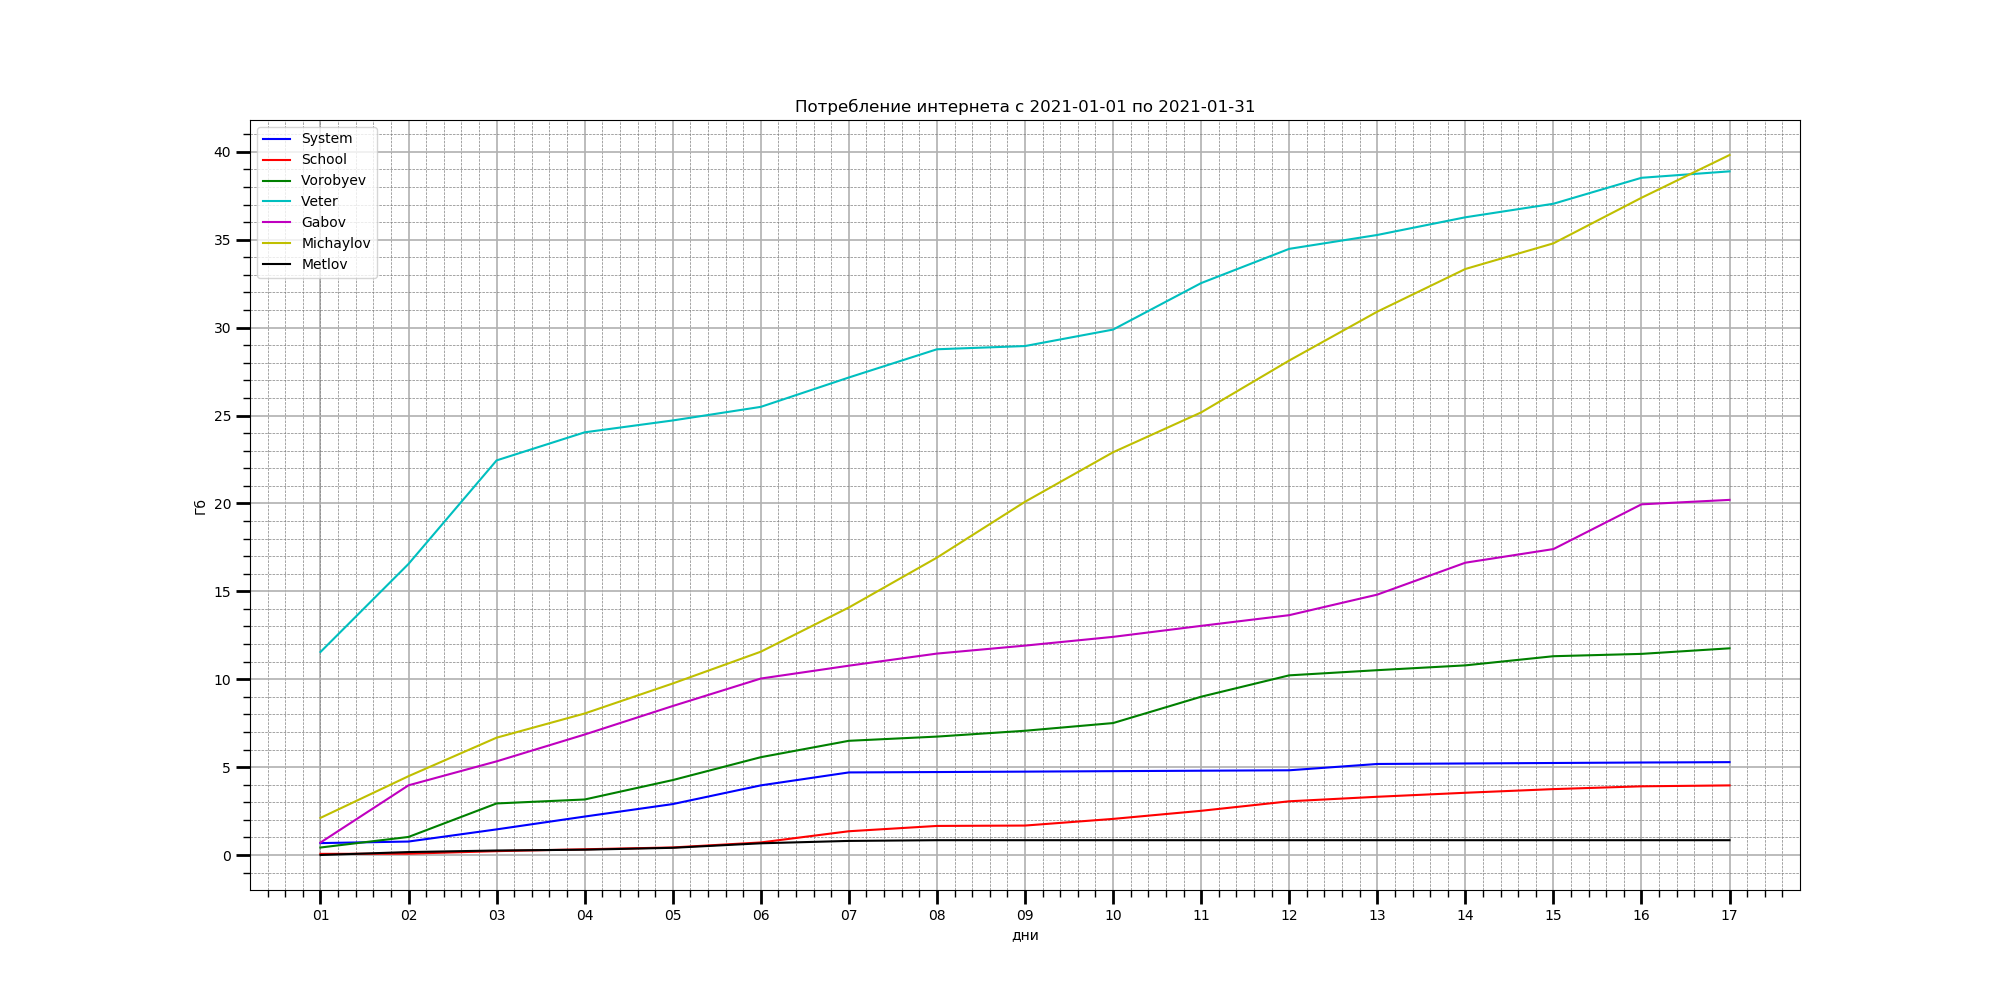 Потребление интернета с 2021-01-01 по 2021-01-31
System
School
Vorobyev
Veter
Gabov
Michaylov
Metlov
40
35
30
25
20
15
10
5
0
Гб
01 02 03 04 05 06 07 08 09 10 11 12 13 14 15 16 17
дни